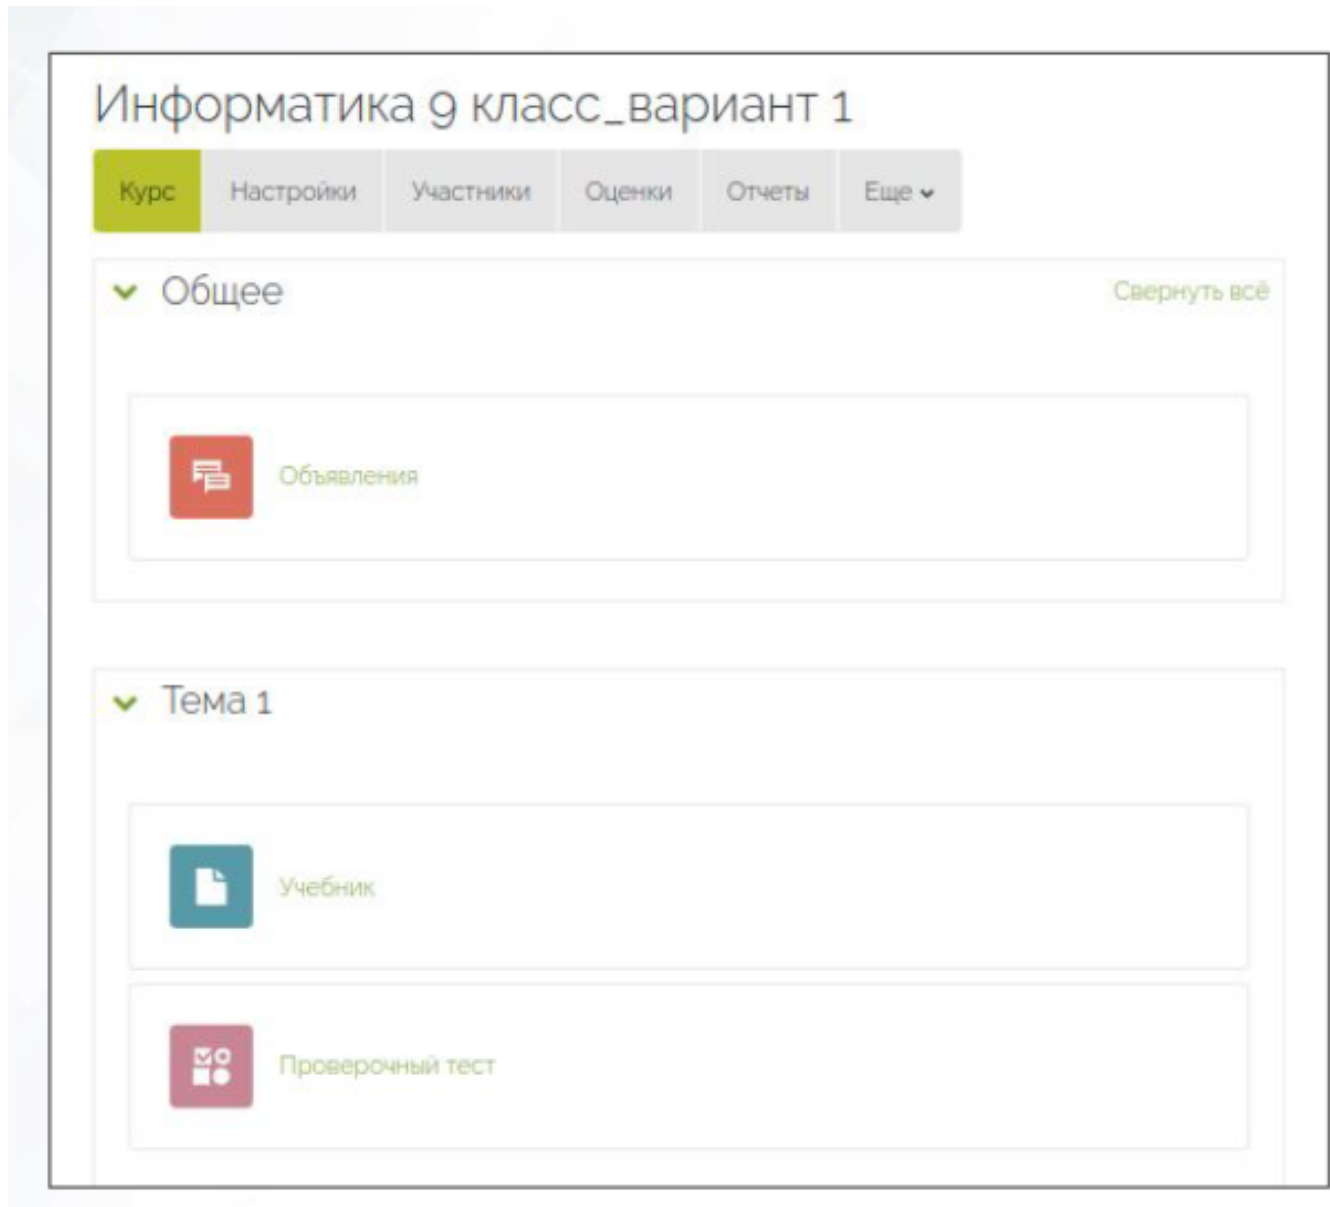 Информатика 9 класс_вариант 1
Курс Настройки Участники Оценки Отчеты Еще
Общее Свернуть всё
Объявления
Тема 1
Учебник
Проверочный тест